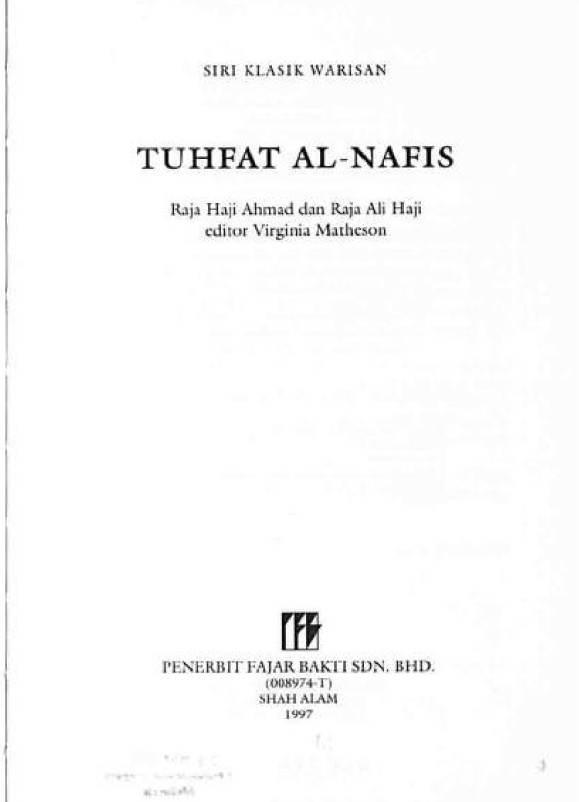 SIRI KLASIK WARISAN
TUHFAT AL-NAFIS
Raja Haji Ahmad dan Raja Ali Haji
editor Virginia Matheson
PENERBIT FAJAR BAKTI SDN. BHD.
(008974-T)
SHAH ALAM
1997